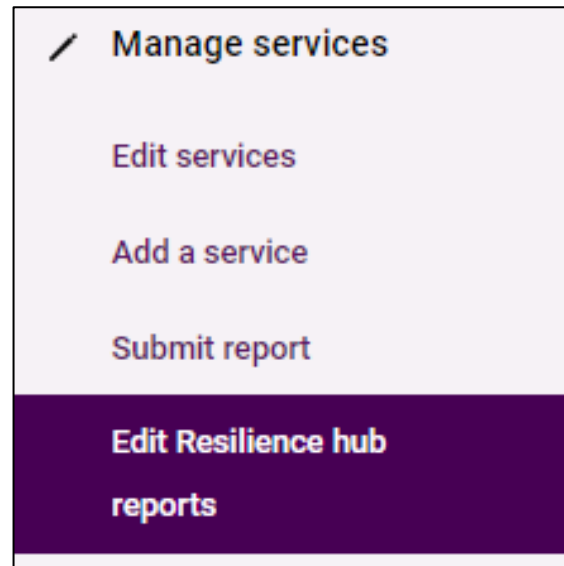 Manage services
Edit services
Add a service
Submit report
Edit Resilience hub
reports